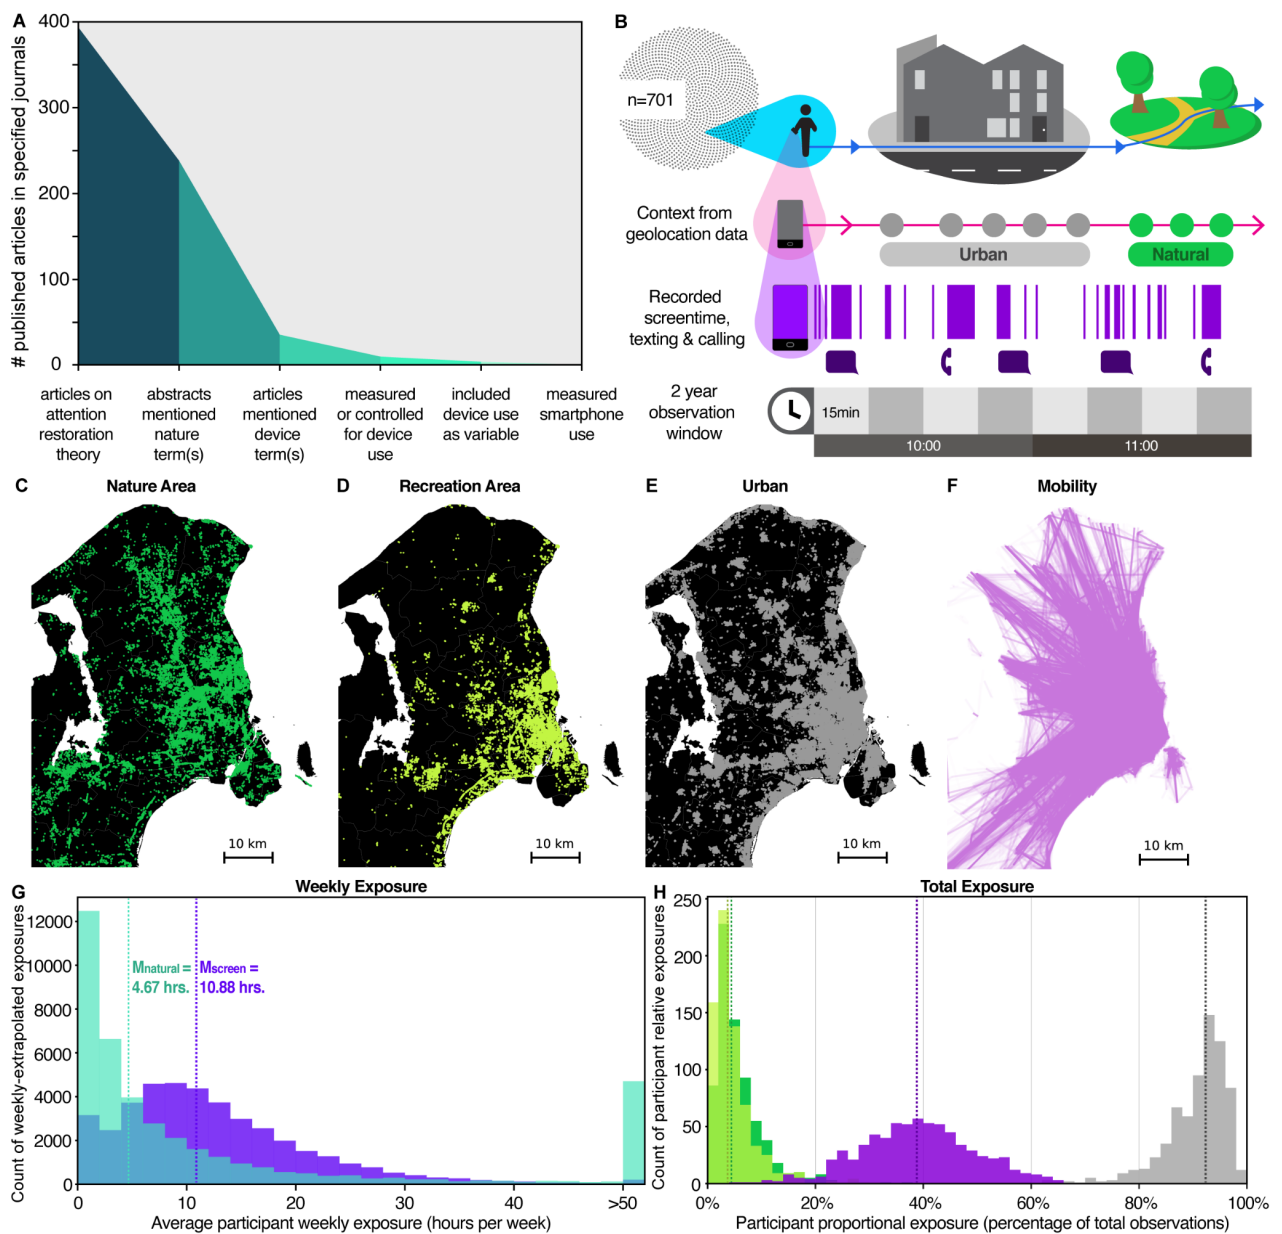 A
# published articles in specified journals
400
300
200
100
0
articles on
attention
restoration
theory
abstracts
mentioned
nature
term(s)
articles
mentioned
device
term(s)
measured
or controlled
for device
use
included
device use
as variable
measured
smartphone
use
B
n=701
Context from
geolocation data
Urban
Natural
Recorded
screentime,
texting & calling
2 year
observation
window
15min
10:00
11:00
C
Nature Area
10 km
D
Recreation Area
10 km
E
Urban
10 km
F
Mobility
10 km
G
Weekly Exposure
Count of weekly-extrapolated exposures
12000
10000
8000
6000
4000
2000
0
Mnatural =
4.67 hrs.
Mscreen =
10.88 hrs.
0
10
20
30
40
>50
Average participant weekly exposure (hours per week)
H
Total Exposure
Count of participant relative exposures
250
200
150
100
50
0
0%
20%
40%
60%
80%
100%
Participant proportional exposure (percentage of total observations)